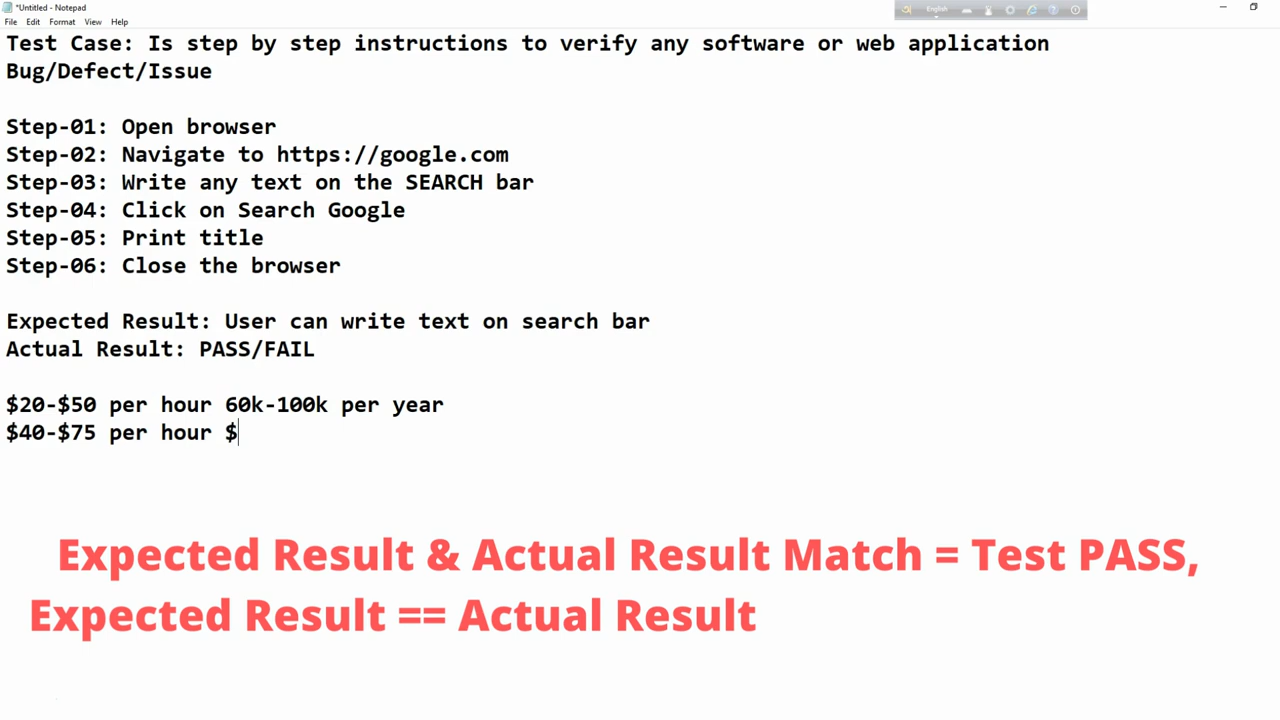 *Untitled - Notepad
English
File Edit Format View Help
Test Case: Is step by step instructions to verify any software or web application
Bug/Defect/Issue
Step-01: Open browser
Step-02: Navigate to https://google.com
Step-03: Write any text on the SEARCH bar
Step-04: Click on Search Google
Step-05: Print title
Step-06: Close the browser
Expected Result: User can write text on search bar
Actual Result: PASS/FAIL
$20-$50 per hour 60k-100k per year
$40-$75 per hour $
Expected Result & Actual Result Match = Test PASS,
Expected Result == Actual Result